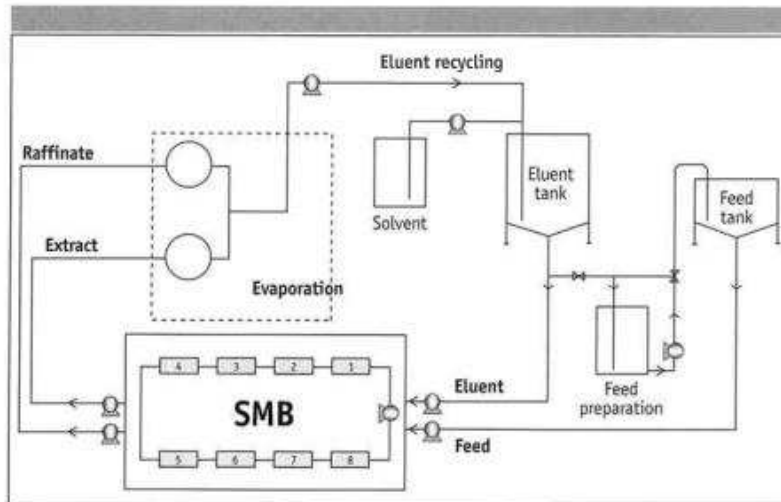 Eluent recycling
Raffinate
Solvent
Eluent
tank
Feed
tank
Extract
Evaporation
4 3 2 1
SMB
5 6 7 8
Eluent
Feed
Feed
preparation